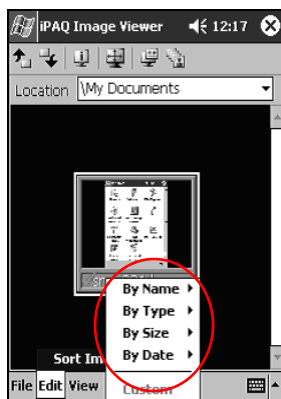 iPAQ Image Viewer 12:17
Location \My Documents
By Name
By Type
By Size
By Date
Sort Im
File Edit View Custom